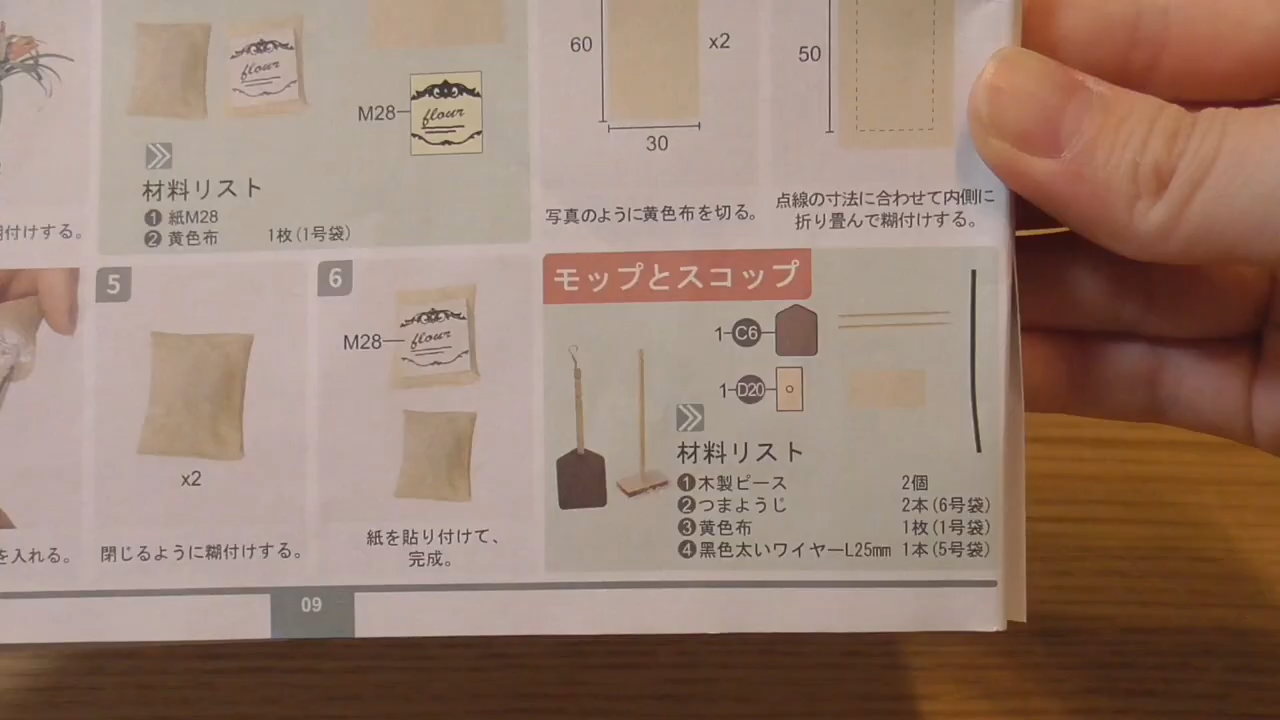 flour
M28
flour
材料リスト
❶ 紙M28
❷ 黄色布 1枚(1号袋)
60
x2
30
写真のように黄色布を切る。
50
点線の寸法に合わせて内側に
折り畳んで糊付けする。
付けする。
を入れる。
5
x2
閉じるように糊付けする。
6
M28
flour
紙を貼り付けて、
完成。
モップとスコップ
1-C6
1-D20
材料リスト
❶木製ピース 2個
❷つまようじ 2本(6号袋)
❸黄色布 1枚(1号袋)
❹黒色太いワイヤーL25mm 1本(5号袋)
09